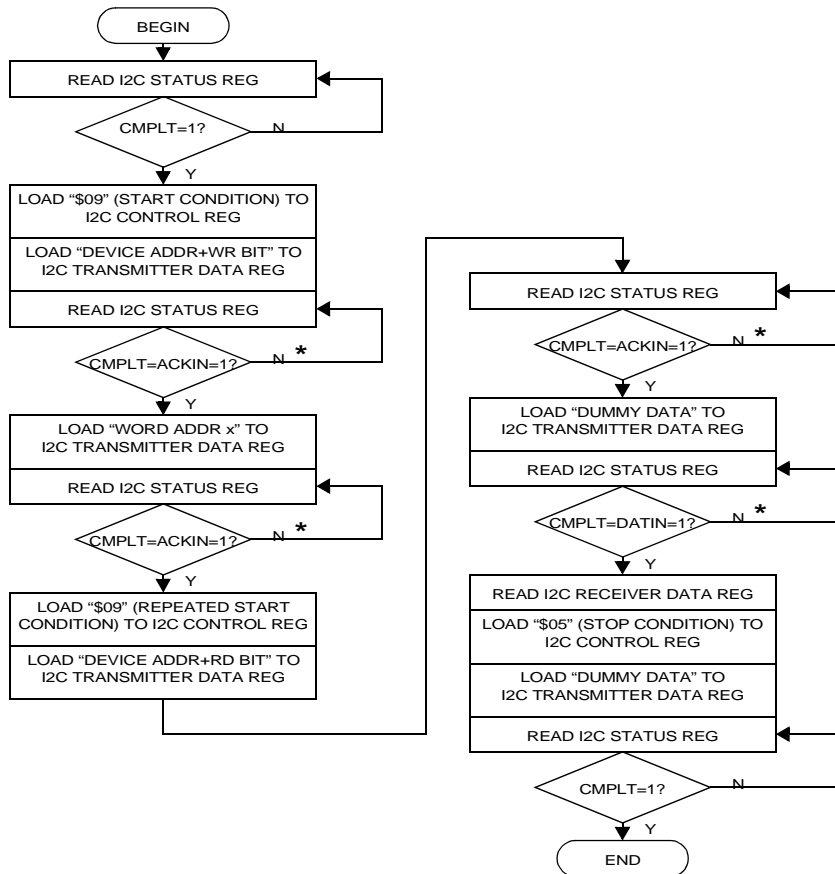 BEGIN
READ I2C STATUS REG
CMPLT=1?
N
Y
LOAD “$09” (START CONDITION) TO
I2C CONTROL REG
LOAD “DEVICE ADDR+WR BIT” TO
I2C TRANSMITTER DATA REG
READ I2C STATUS REG
CMPLT=ACKIN=1?
N *
Y
LOAD “WORD ADDR x” TO
I2C TRANSMITTER DATA REG
READ I2C STATUS REG
CMPLT=ACKIN=1?
N *
Y
LOAD “$09” (REPEATED START
CONDITION) TO I2C CONTROL REG
LOAD “DEVICE ADDR+RD BIT” TO
I2C TRANSMITTER DATA REG
READ I2C STATUS REG
CMPLT=ACKIN=1?
N *
Y
LOAD “DUMMY DATA” TO
I2C TRANSMITTER DATA REG
READ I2C STATUS REG
CMPLT=DATIN=1?
N *
Y
READ I2C RECEIVER DATA REG
LOAD “$05” (STOP CONDITION) TO
I2C CONTROL REG
LOAD “DUMMY DATA” TO
I2C TRANSMITTER DATA REG
READ I2C STATUS REG
CMPLT=1?
N
Y
END